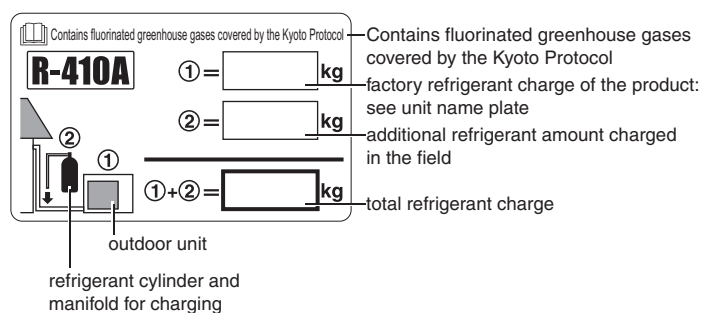 Contains fluorinated greenhouse gases covered by the Kyoto Protocol
R-410A
①=
kg
②=
kg
②
①
①+②=
kg
Contains fluorinated greenhouse gases
covered by the Kyoto Protocol
factory refrigerant charge of the product:
see unit name plate
additional refrigerant amount charged
in the field
total refrigerant charge
outdoor unit
refrigerant cylinder and
manifold for charging